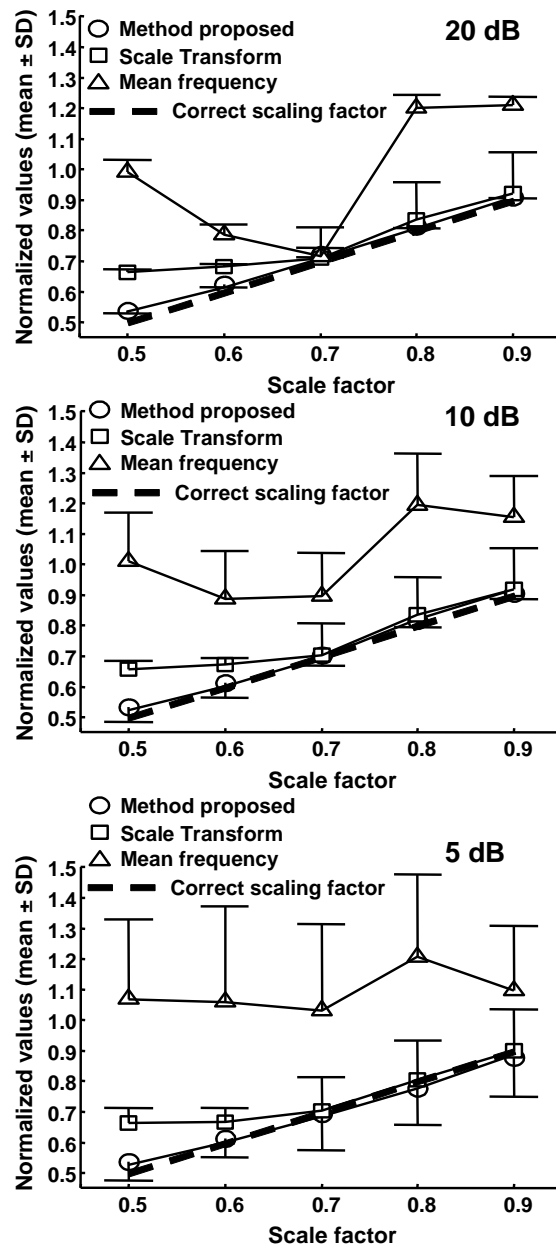 Normalized values (mean ± SD)
1.5
1.4
1.3
1.2
1.1
1.0
0.9
0.8
0.7
0.6
0.5
Method proposed
Scale Transform
Mean frequency
Correct scaling factor
20 dB
0.5 0.6 0.7 0.8 0.9
Scale factor
Normalized values (mean ± SD)
1.5
1.4
1.3
1.2
1.1
1.0
0.9
0.8
0.7
0.6
0.5
Method proposed
Scale Transform
Mean frequency
Correct scaling factor
10 dB
0.5 0.6 0.7 0.8 0.9
Scale factor
Normalized values (mean ± SD)
Method proposed
Scale Transform
Mean frequency
Correct scaling factor
5 dB
1.5
1.4
1.3
1.2
1.1
1.0
0.9
0.8
0.7
0.6
0.5
0.5 0.6 0.7 0.8 0.9
Scale factor